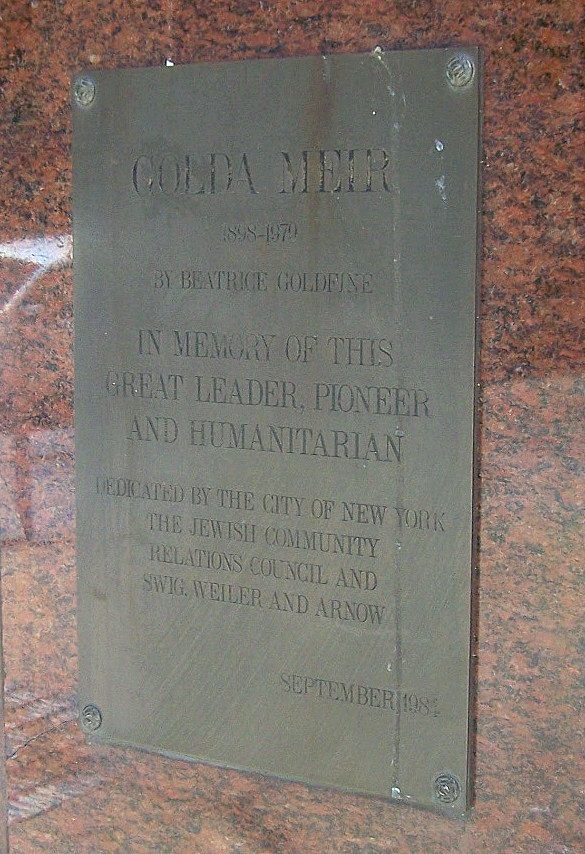 GOLDA MEIR
1898-1979
BY BEATRICE GOLDFINE
IN MEMORY OF THIS
GREAT LEADER, PIONEER
AND HUMANITARIAN
DEDICATED BY THE CITY OF NEW YORK
THE JEWISH COMMUNITY
RELATIONS COUNCIL AND
SWIG, WEILER AND ARNOW
SEPTEMBER 1984